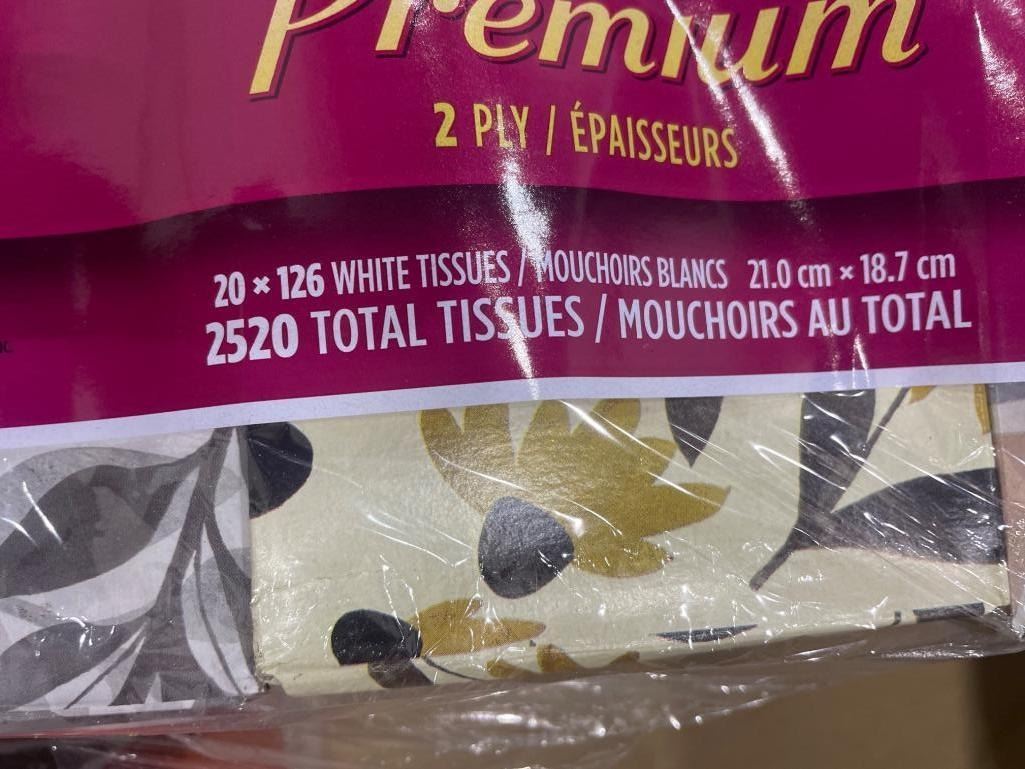 Premium
2 PLY / ÉPAISSEURS
20 × 126 WHITE TISSUES / MOUCHOIRS BLANCS 21.0 cm × 18.7 cm
2520 TOTAL TISSUES / MOUCHOIRS AU TOTAL